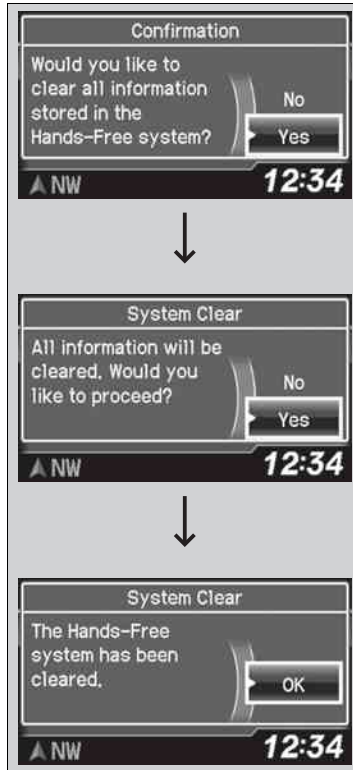 Confirmation
Would you like to
clear all information
stored in the
Hands-Free system?
No
Yes
NW
12:34
System Clear
All information will be
cleared. Would you
like to proceed?
No
Yes
NW
12:34
System Clear
The Hands-Free
system has been
cleared.
OK
NW
12:34